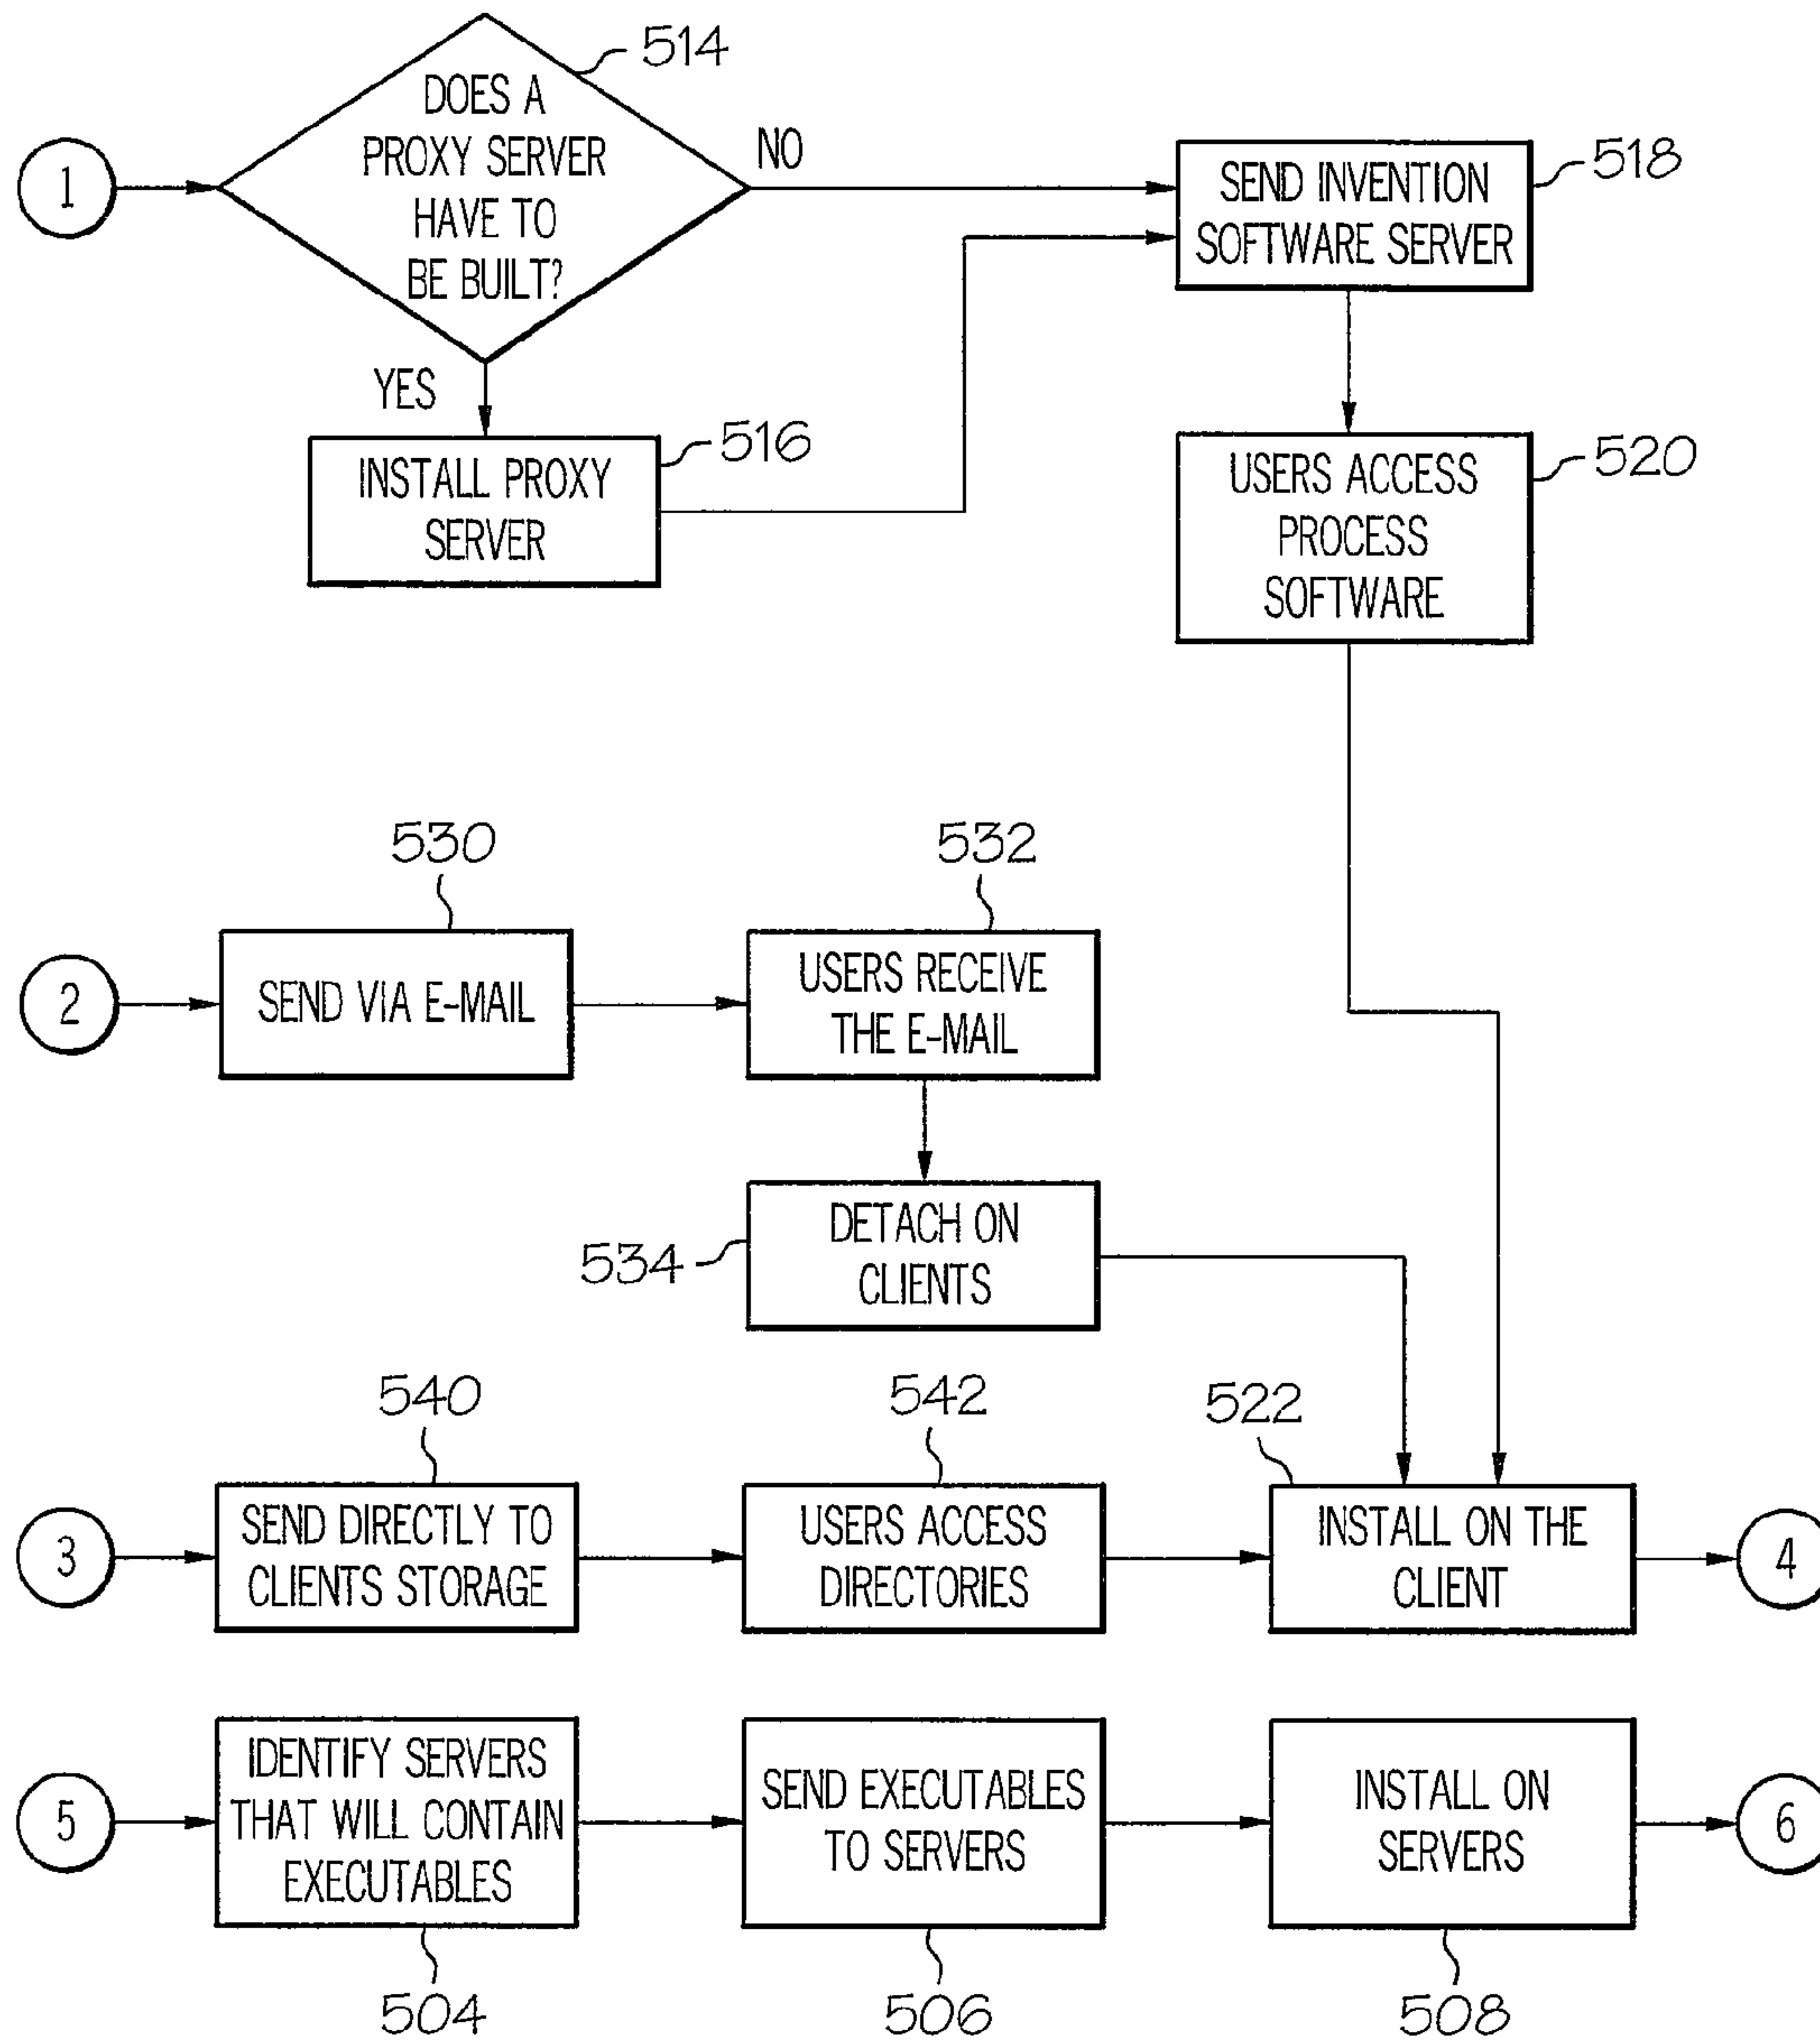 514
DOES A
PROXY SERVER
HAVE TO
BE BUILT?
1
NO
YES
SEND INVENTION
SOFTWARE SERVER
518
INSTALL PROXY
SERVER
516
USERS ACCESS
PROCESS
SOFTWARE
520
530
532
2
SEND VIA E-MAIL
USERS RECEIVE
THE E-MAIL
DETACH ON
CLIENTS
534
540
542
522
3
SEND DIRECTLY TO
CLIENTS STORAGE
USERS ACCESS
DIRECTORIES
INSTALL ON THE
CLIENT
4
5
IDENTIFY SERVERS
THAT WILL CONTAIN
EXECUTABLES
SEND EXECUTABLES
TO SERVERS
INSTALL ON
SERVERS
6
504
506
508